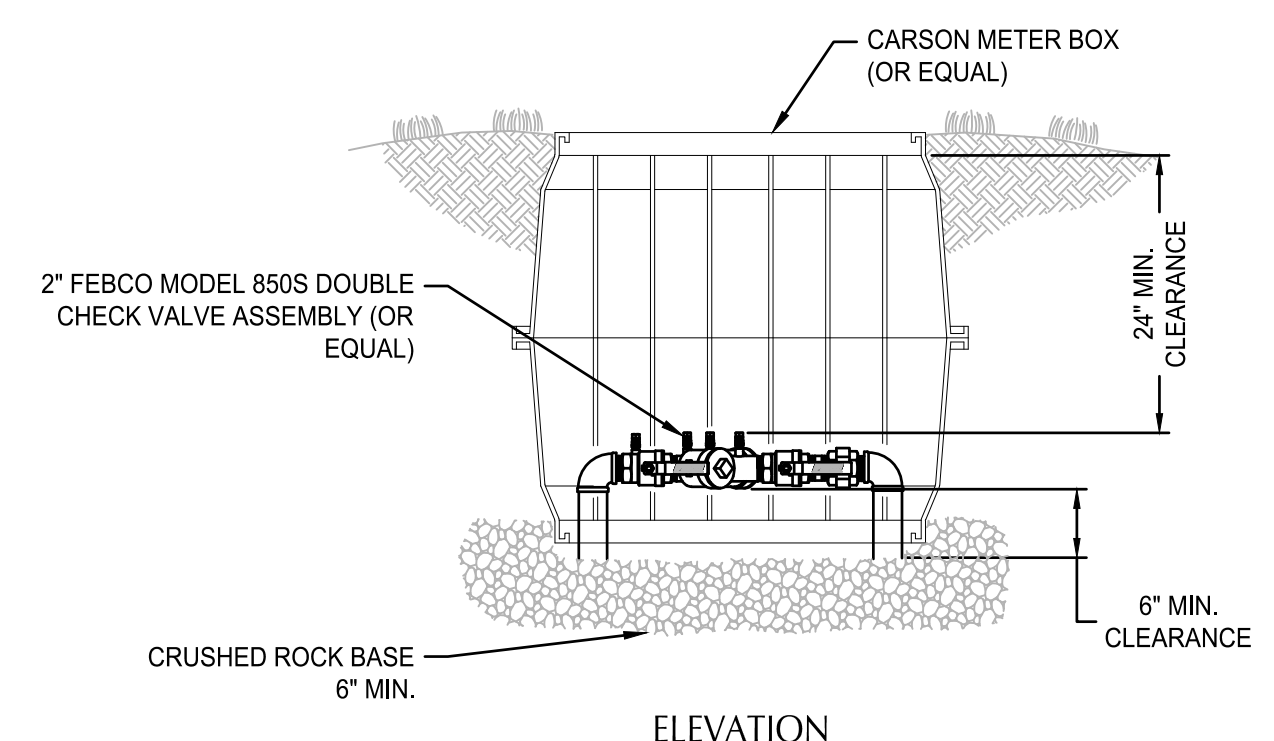 CARSON METER BOX
(OR EQUAL)
2" FEBCO MODEL 850S DOUBLE
CHECK VALVE ASSEMBLY (OR
EQUAL)
24" MIN.
CLEARANCE
6" MIN.
CLEARANCE
CRUSHED ROCK BASE
6" MIN.
ELEVATION